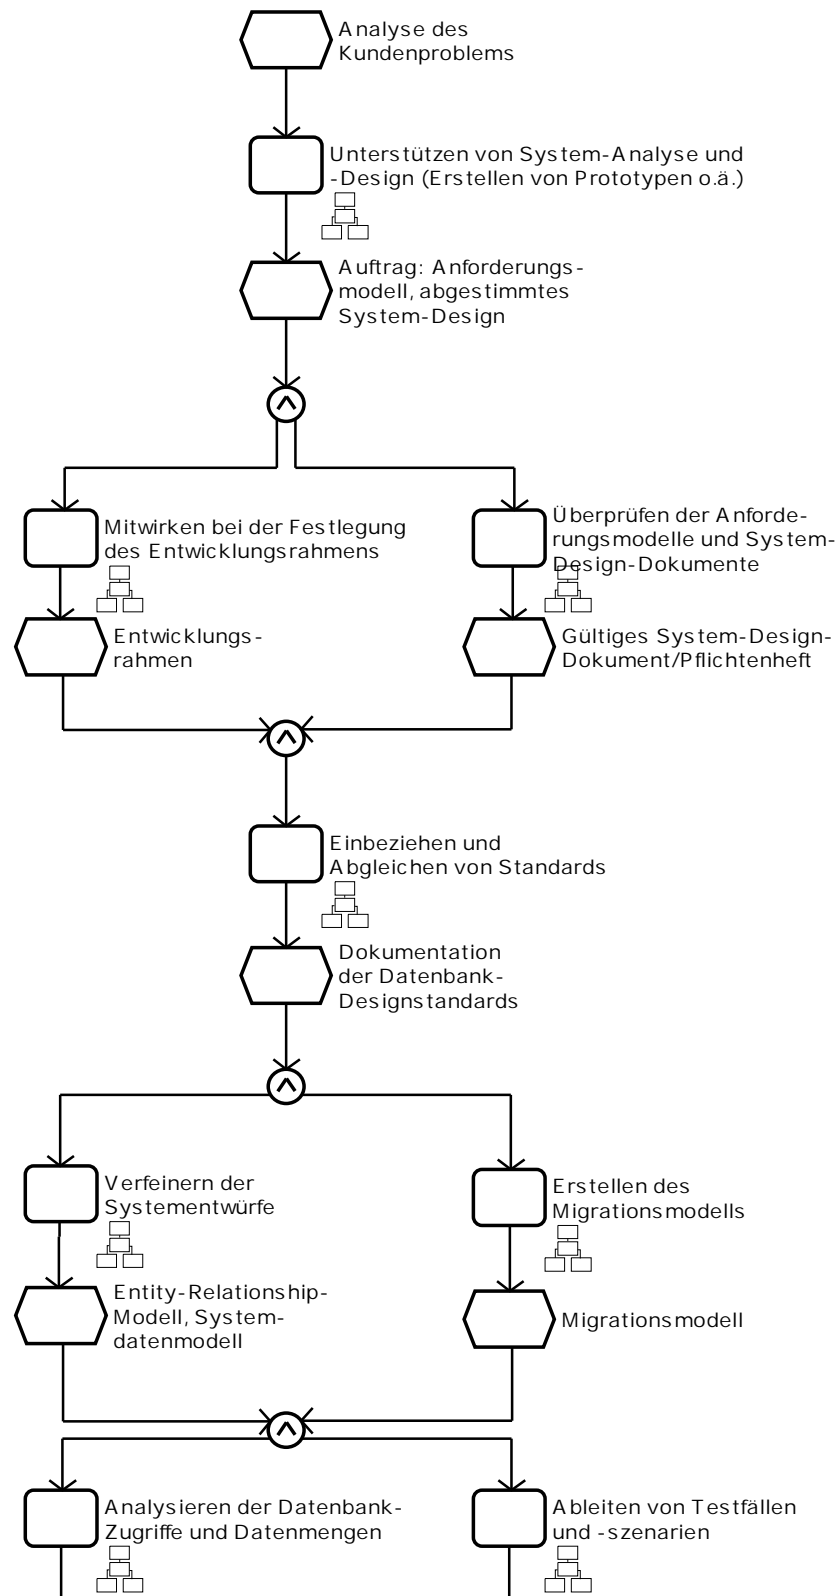 Analyse des
Kundenproblems
Unterstützen von System-Analyse und
-Design (Erstellen von Prototypen o.ä.)
Auftrag: Anforderungs-
modell, abgestimmtes
System-Design
Mitwirken bei der Festlegung
des Entwicklungsrahmens
Überprüfen der Anforde-
rungsmodelle und System-
Design-Dokumente
Entwicklungs-
rahmen
Gültiges System-Design-
Dokument/Pflichtenheft
Einbeziehen und
Abgleichen von Standards
Dokumentation
der Datenbank-
Designstandards
Verfeinern der
Systementwürfe
Erstellen des
Migrationsmodells
Entity-Relationship-
Modell, System-
datenmodell
Migrationsmodell
Analysieren der Datenbank-
Zugriffe und Datenmengen
Ableiten von Testfällen
und -szenarien